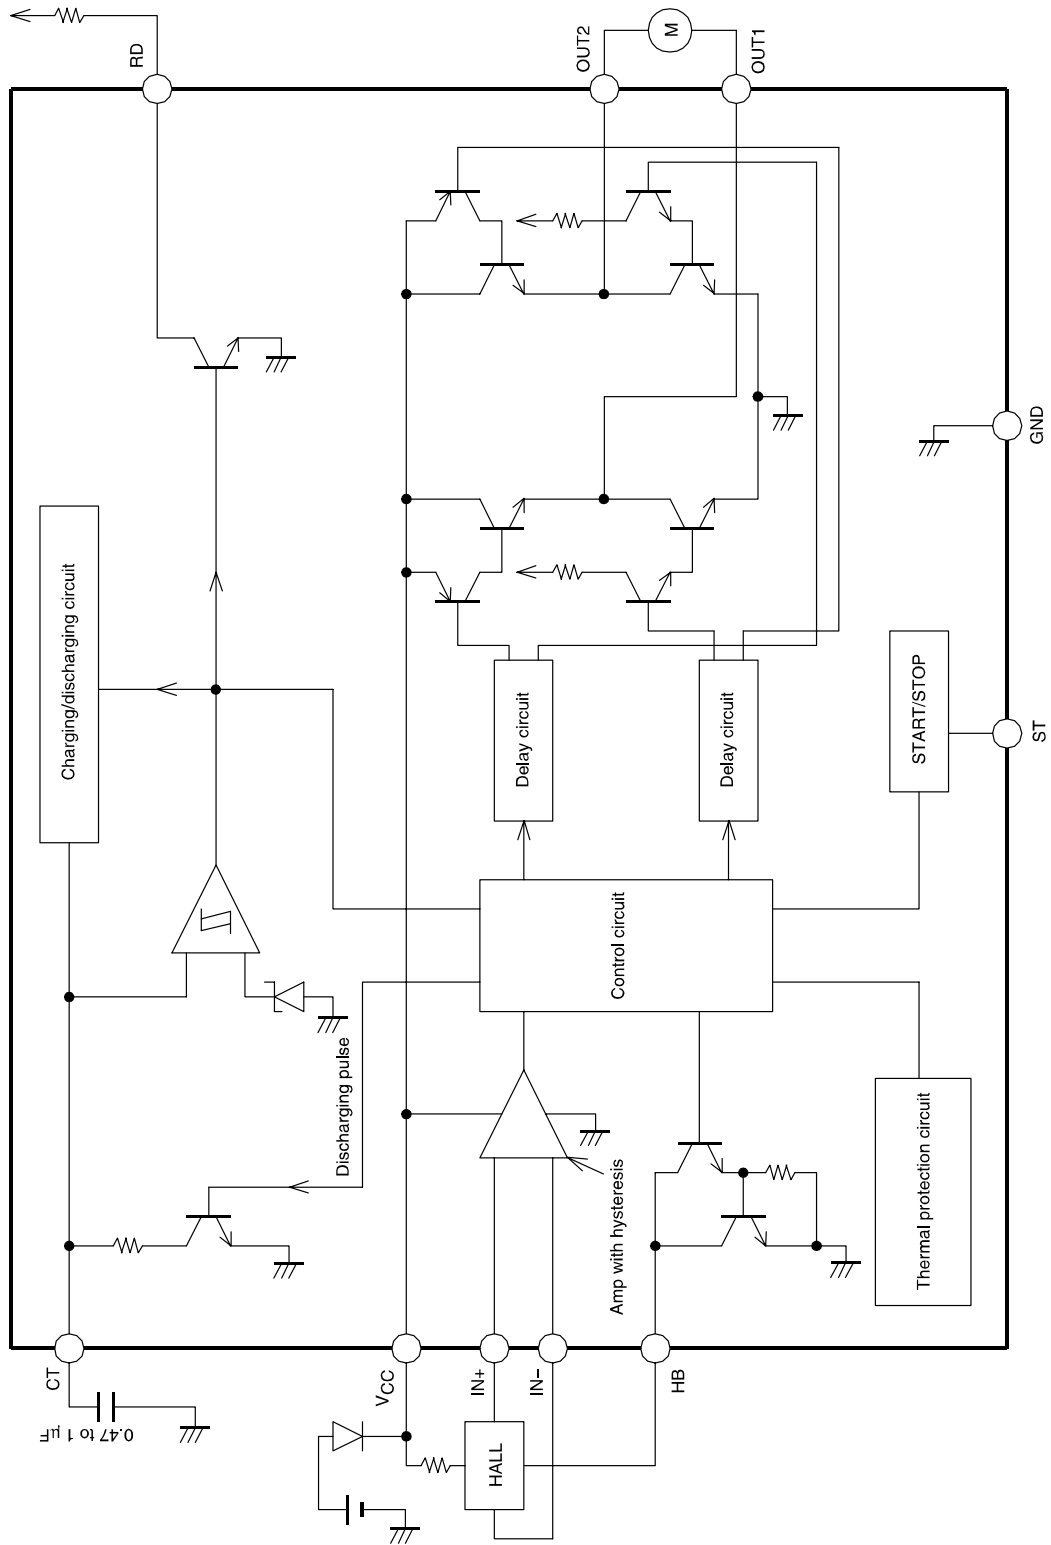 RD
OUT2
M
OUT1
Charging/discharging circuit
Delay circuit
Delay circuit
START/STOP
GND
ST
Control circuit
Discharging pulse
Amp with hysteresis
Thermal protection circuit
CT
0.47 to 1 µF
VCC
IN+
IN−
HB
HALL